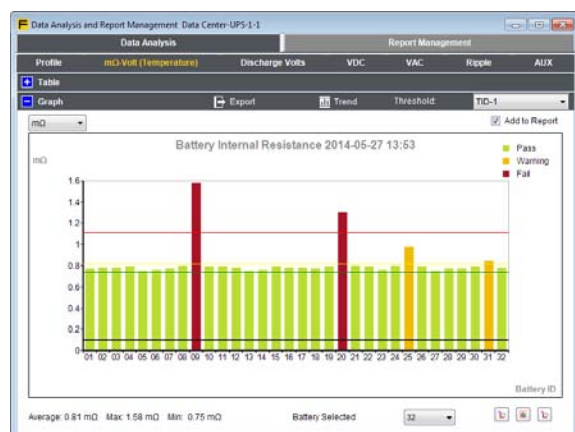 Data Analysis and Report Management Data Center-UPS-1-1
Data Analysis Report Management
Profile mΩ-Volt (Temperature) Discharge Volts VDC VAC Ripple AUX
Table
Graph Export Trend Threshold: TID-1
mΩ Add to Report
Battery Internal Resistance 2014-05-27 13:53
mΩ
Pass
Warning
Fail
1.6
1.4
1.2
1
0.8
0.6
0.4
0.2
0
01 02 03 04 05 06 07 08 09 10 11 12 13 14 15 16 17 18 19 20 21 22 23 24 25 26 27 28 29 30 31 32
Battery ID
Average: 0.81 mΩ Max: 1.58 mΩ Min: 0.75 mΩ Battery Selected 32